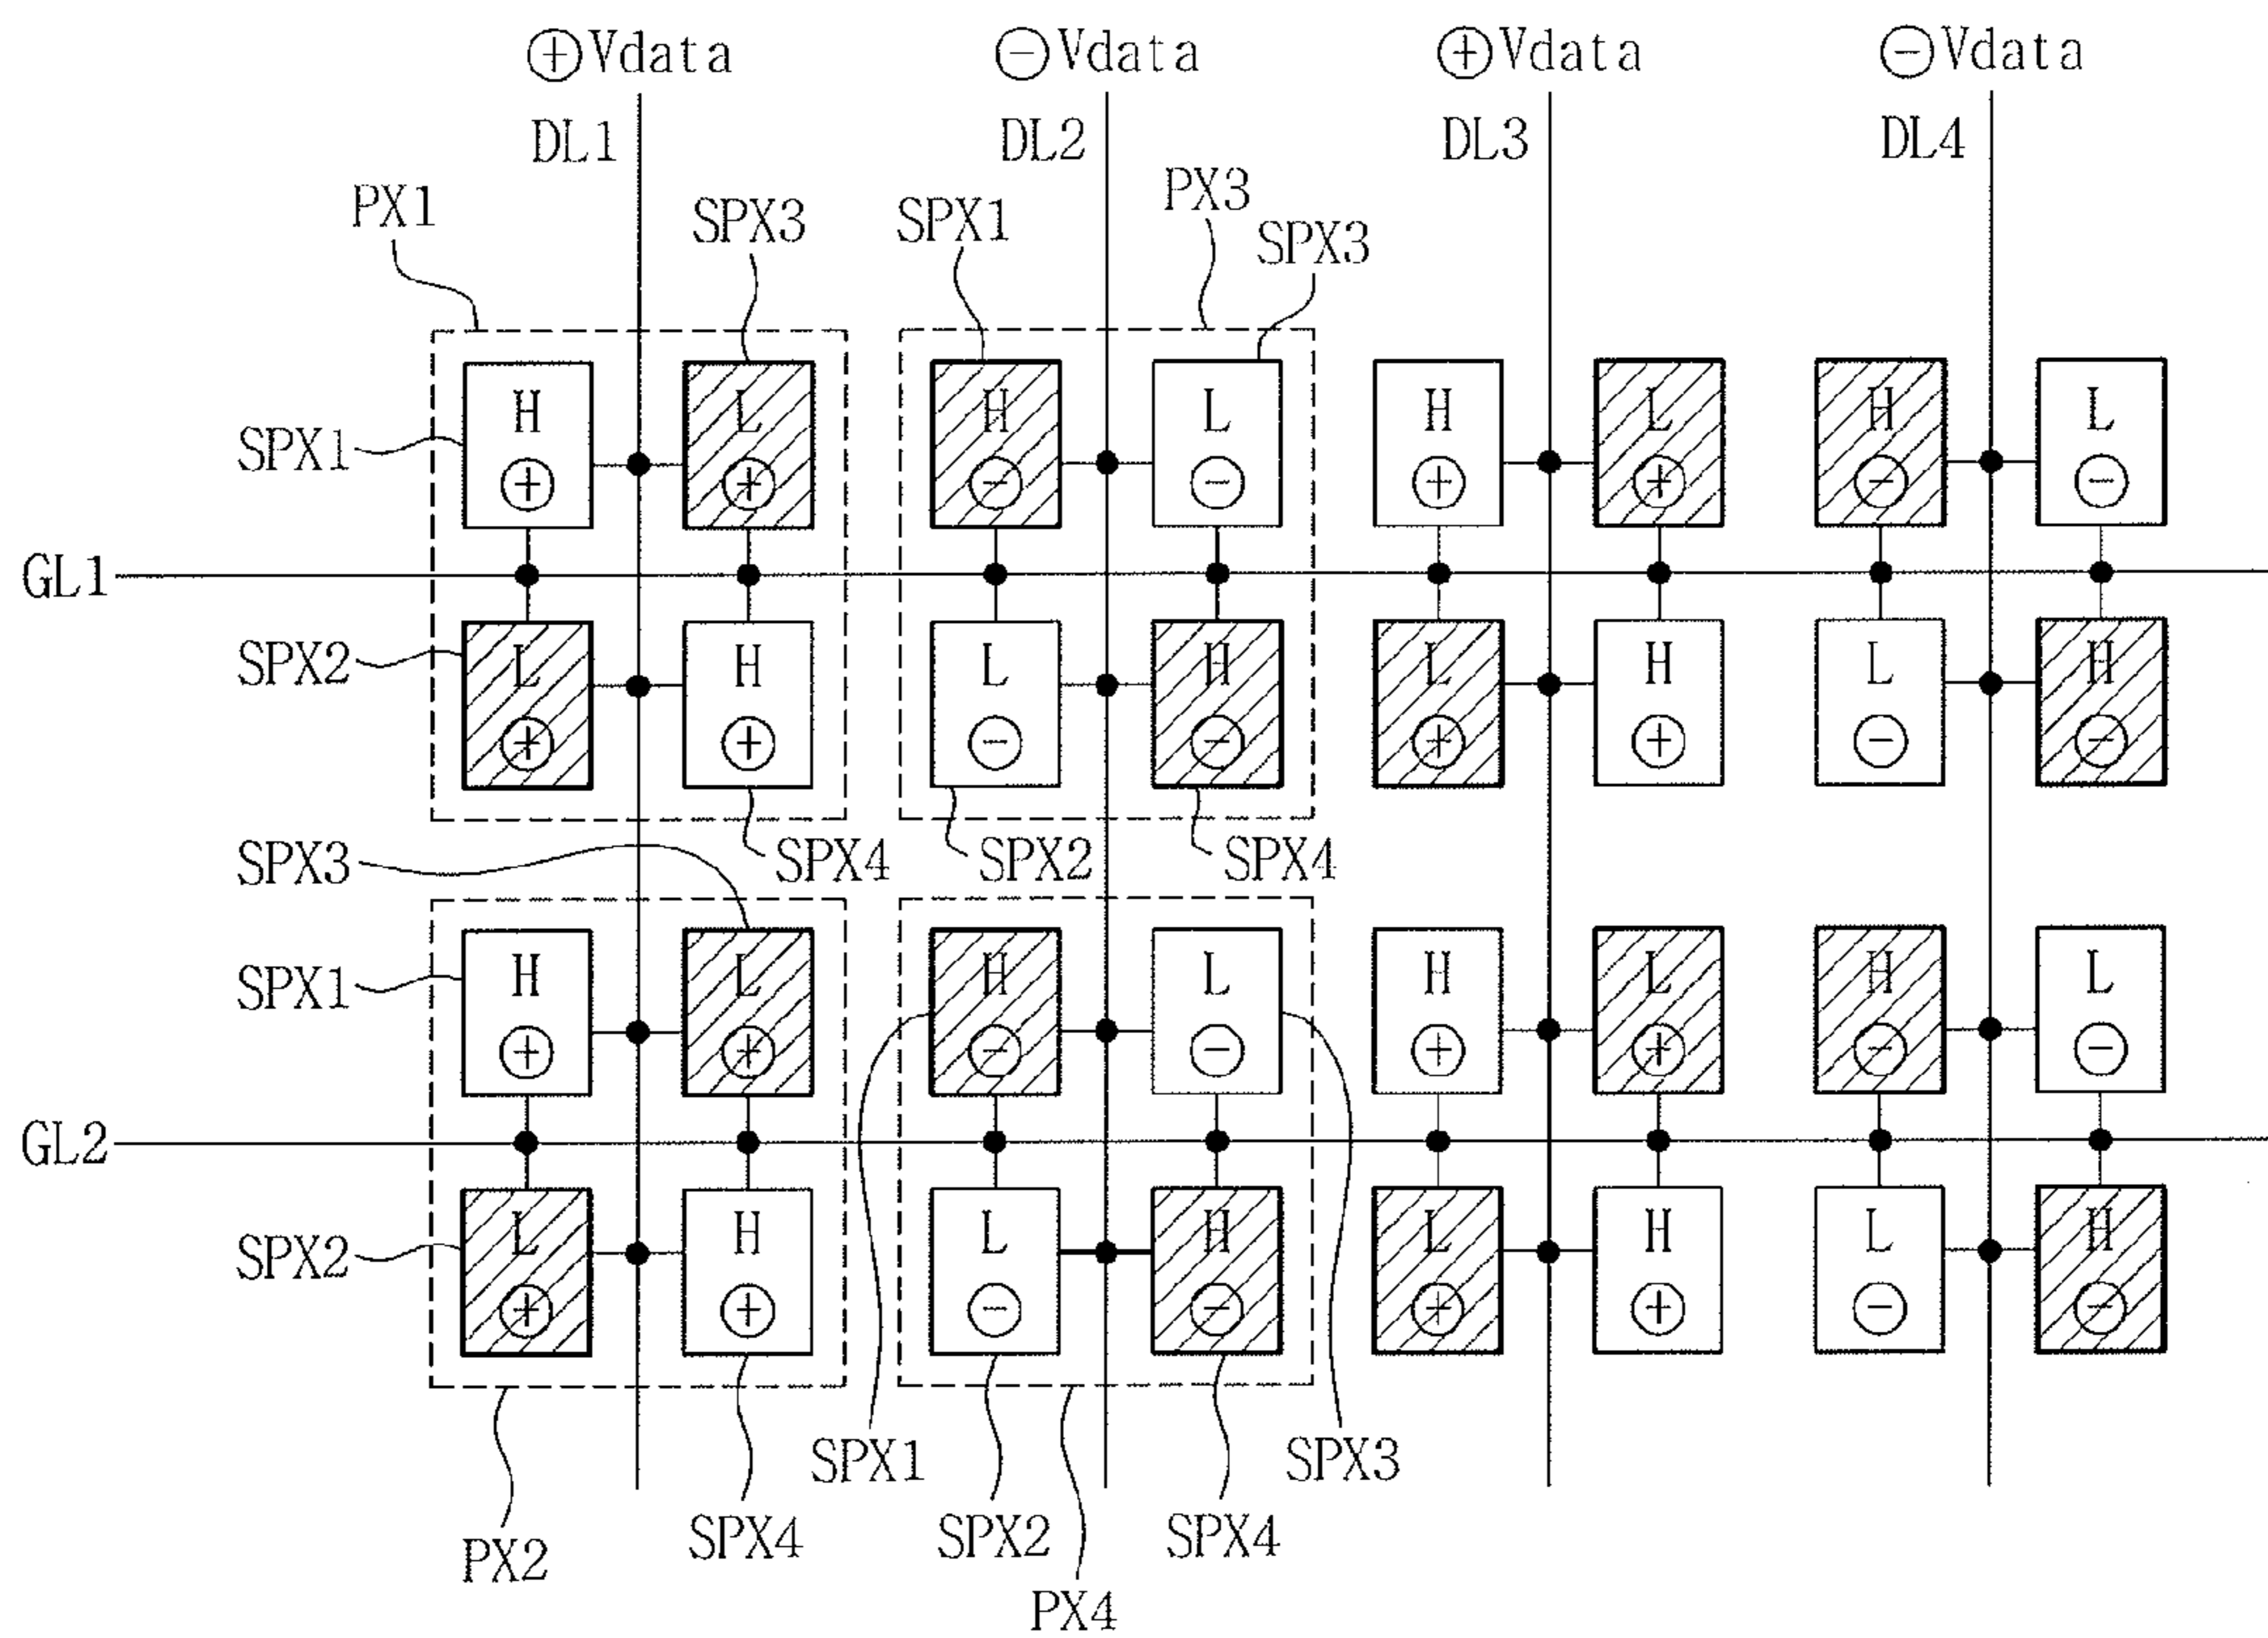 ⊕Vdata ⊖Vdata ⊕Vdata ⊖Vdata
DL1 DL2 DL3 DL4
PX1 SPX3 SPX1 PX3
SPX3
H L H L H L H L
SPX1 ⊕ ⊕ ⊖ ⊖ ⊕ ⊕ ⊖ ⊖
GL1
SPX2 L H L H L H L H
⊕ ⊕ ⊖ ⊖ ⊕ ⊕ ⊖ ⊖
SPX3 SPX4 SPX2 SPX4
SPX1 H L H L H L H L
⊕ ⊕ ⊖ ⊖ ⊕ ⊕ ⊖ ⊖
GL2
SPX2 L H L H L H L H
⊕ ⊕ ⊖ ⊖ ⊕ ⊕ ⊖ ⊖
SPX1 SPX3
PX2 SPX4 SPX2 SPX4
PX4